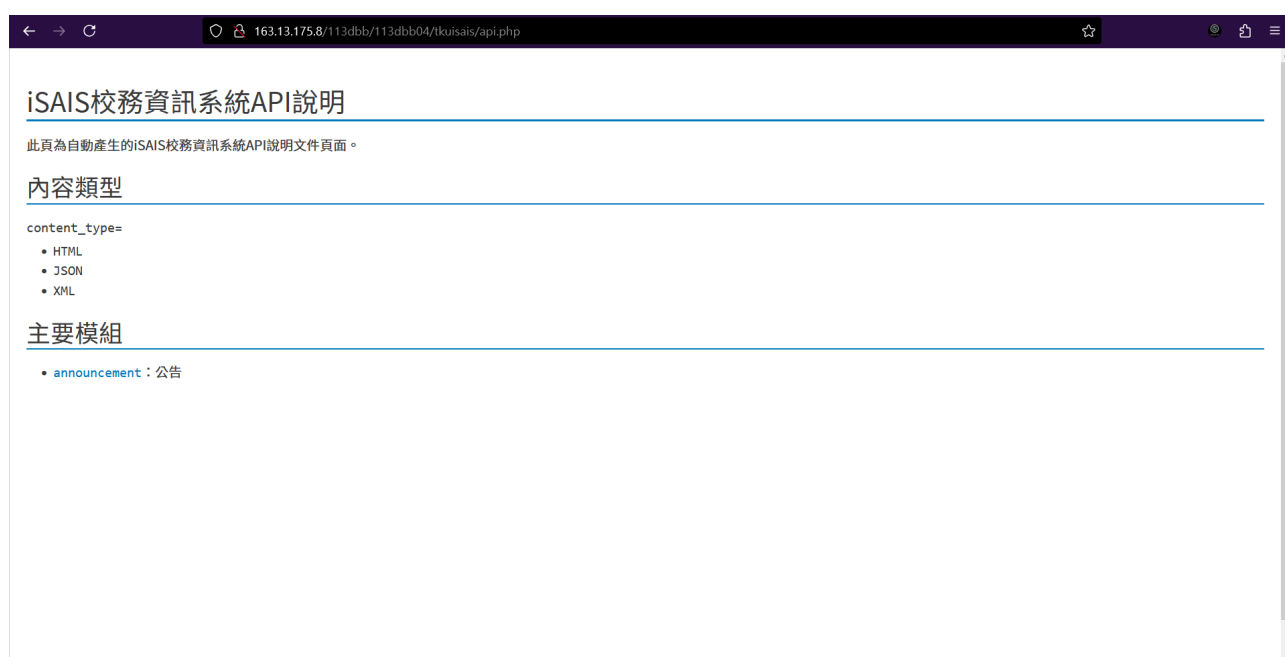 163.13.175.8/113dbb/113dbb04/tkuisais/api.php
iSAIS校務資訊系統API說明
此頁為自動產生的iSAIS校務資訊系統API說明文件頁面。
內容類型
content_type=
• HTML
• JSON
• XML
主要模組
• announcement：公告